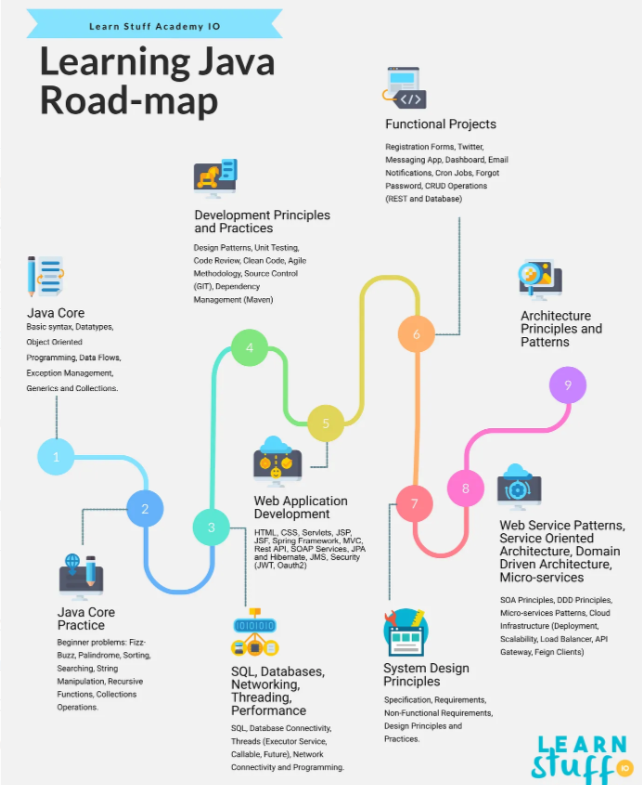 Learn Stuff Academy IO
Learning Java
Road-map
Java Core
Basic syntax, Datatypes,
Object Oriented
Programming, Data Flows,
Exception Management,
Generics and Collections.
1
2
Java Core
Practice
Beginner problems: Fizz-
Buzz, Palindrome, Sorting,
Searching, String
Manipulation, Recursive
Functions, Collections
Operations.
3
SQL, Databases,
Networking,
Threading,
Performance
SQL, Database Connectivity,
Threads (Executor Service,
Callable, Future), Network
Connectivity and Programming.
Development Principles
and Practices
Design Patterns, Unit Testing,
Code Review, Clean Code, Agile
Methodology, Source Control
(GIT), Dependency
Management (Maven)
4
5
Web Application
Development
HTML, CSS, Servlets, JSP,
JSF, Spring Framework, MVC,
Rest API, SOAP Services, JPA
and Hibernate, JMS, Security
(JWT, Oauth2)
</>
Functional Projects
Registration Forms, Twitter,
Messaging App, Dashboard, Email
Notifications, Cron Jobs, Forgot
Password, CRUD Operations
(REST and Database)
6
7
System Design
Principles
Specification, Requirements,
Non-Functional Requirements,
Design Principles and
Practices.
8
Web Service Patterns,
Service Oriented
Architecture, Domain
Driven Architecture,
Micro-services
SOA Principles, DDD Principles,
Micro-services Patterns, Cloud
Infrastructure (Deployment,
Scalability, Load Balancer, API
Gateway, Feign Clients)
Architecture
Principles and
Patterns
9
LEARN
stuff
IO